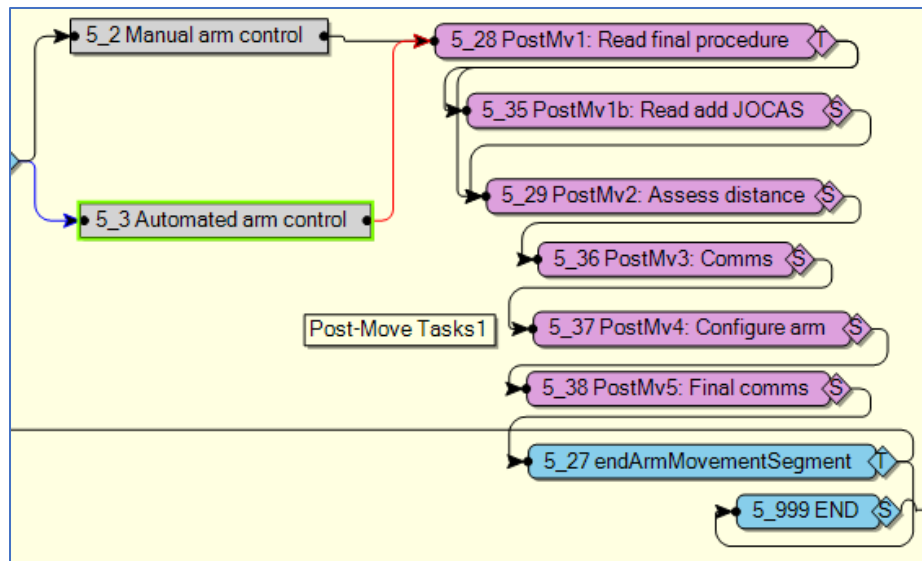 5_2 Manual arm control
5_28 PostMv1: Read final procedure
T
5_35 PostMv1b: Read add JOCAS
S
5_29 PostMv2: Assess distance
S
5_3 Automated arm control
5_36 PostMv3: Comms
S
Post-Move Tasks1
5_37 PostMv4: Configure arm
S
5_38 PostMv5: Final comms
S
5_27 endArmMovementSegment
T
5_999 END
S